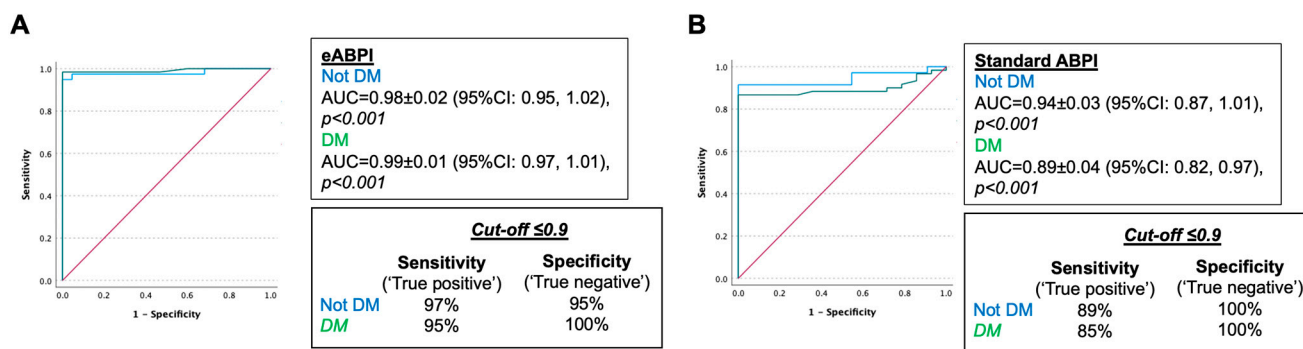 A
1.0
0.8
0.6
0.4
0.2
0.0
Sensitivity
0.0 0.2 0.4 0.6 0.8 1.0
1 – Specificity
eABPI
Not DM
AUC=0.98±0.02 (95%CI: 0.95, 1.02),
p<0.001
DM
AUC=0.99±0.01 (95%CI: 0.97, 1.01),
p<0.001
Cut-off ≤0.9
Sensitivity Specificity
(‘True positive’) (‘True negative’)
Not DM 97% 95%
DM 95% 100%
B
1.0
0.8
0.6
0.4
0.2
0.0
Sensitivity
0.0 0.2 0.4 0.6 0.8 1.0
1 – Specificity
Standard ABPI
Not DM
AUC=0.94±0.03 (95%CI: 0.87, 1.01),
p<0.001
DM
AUC=0.89±0.04 (95%CI: 0.82, 0.97),
p<0.001
Cut-off ≤0.9
Sensitivity Specificity
(‘True positive’) (‘True negative’)
Not DM 89% 100%
DM 85% 100%